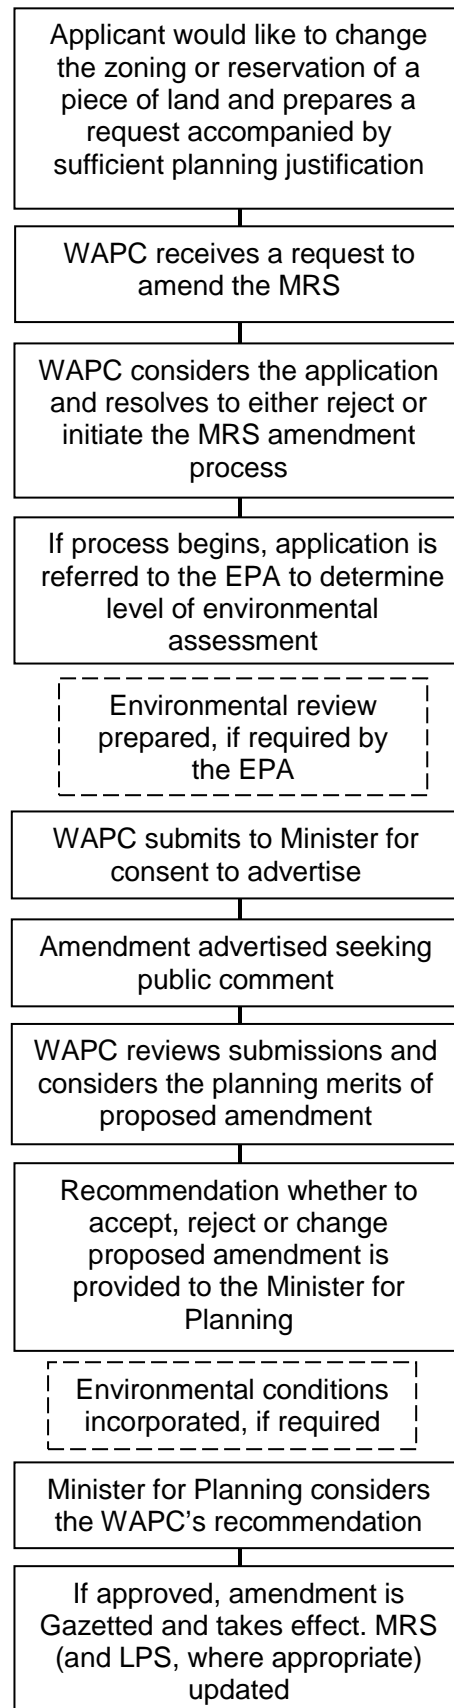 Applicant would like to change
the zoning or reservation of a
piece of land and prepares a
request accompanied by
sufficient planning justification
WAPC receives a request to
amend the MRS
WAPC considers the application
and resolves to either reject or
initiate the MRS amendment
process
If process begins, application is
referred to the EPA to determine
level of environmental
assessment
Environmental review
prepared, if required by
the EPA
WAPC submits to Minister for
consent to advertise
Amendment advertised seeking
public comment
WAPC reviews submissions and
considers the planning merits of
proposed amendment
Recommendation whether to
accept, reject or change
proposed amendment is
provided to the Minister for
Planning
Environmental conditions
incorporated, if required
Minister for Planning considers
the WAPC's recommendation
If approved, amendment is
Gazetted and takes effect. MRS
(and LPS, where appropriate)
updated